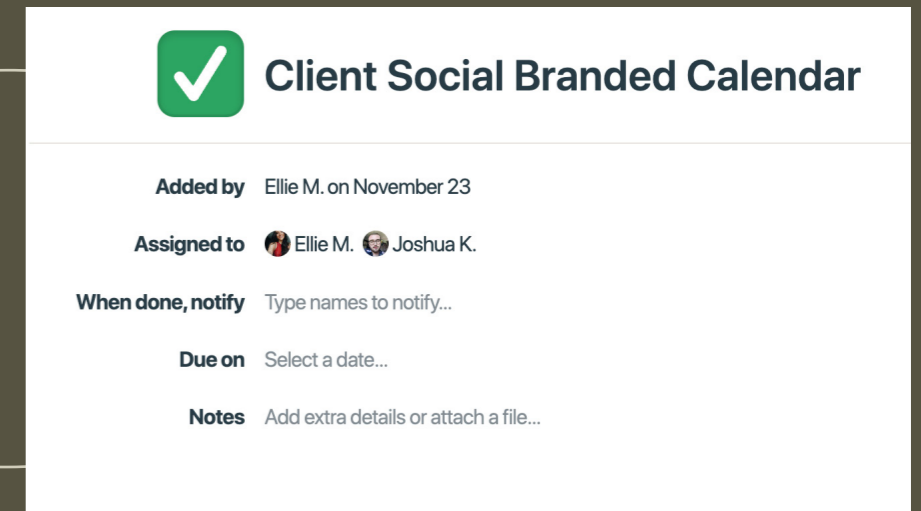 Client Social Branded Calendar
Added by Ellie M. on November 23
Assigned to Ellie M. Joshua K.
When done, notify Type names to notify...
Due on Select a date...
Notes Add extra details or attach a file...